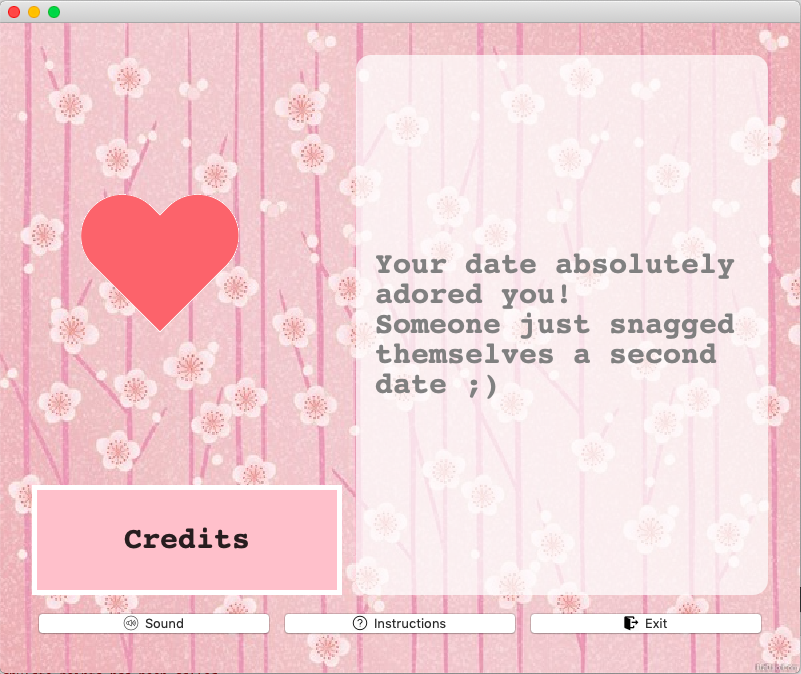 Your date absolutely
adored you!
Someone just snagged
themselves a second
date ;)
Credits
Sound
Instructions
Exit